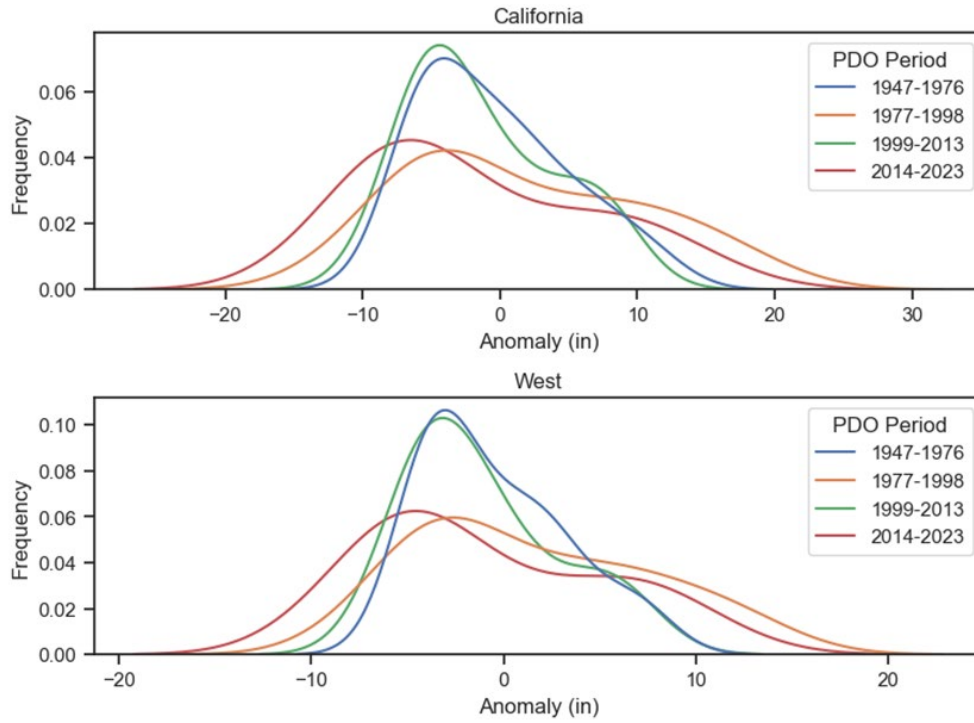 California
PDO Period
1947-1976
1977-1998
1999-2013
2014-2023
Frequency
0.06
0.04
0.02
0.00
−20 −10 0 10 20 30
Anomaly (in)
West
PDO Period
1947-1976
1977-1998
1999-2013
2014-2023
Frequency
0.10
0.08
0.06
0.04
0.02
0.00
−20 −10 0 10 20
Anomaly (in)